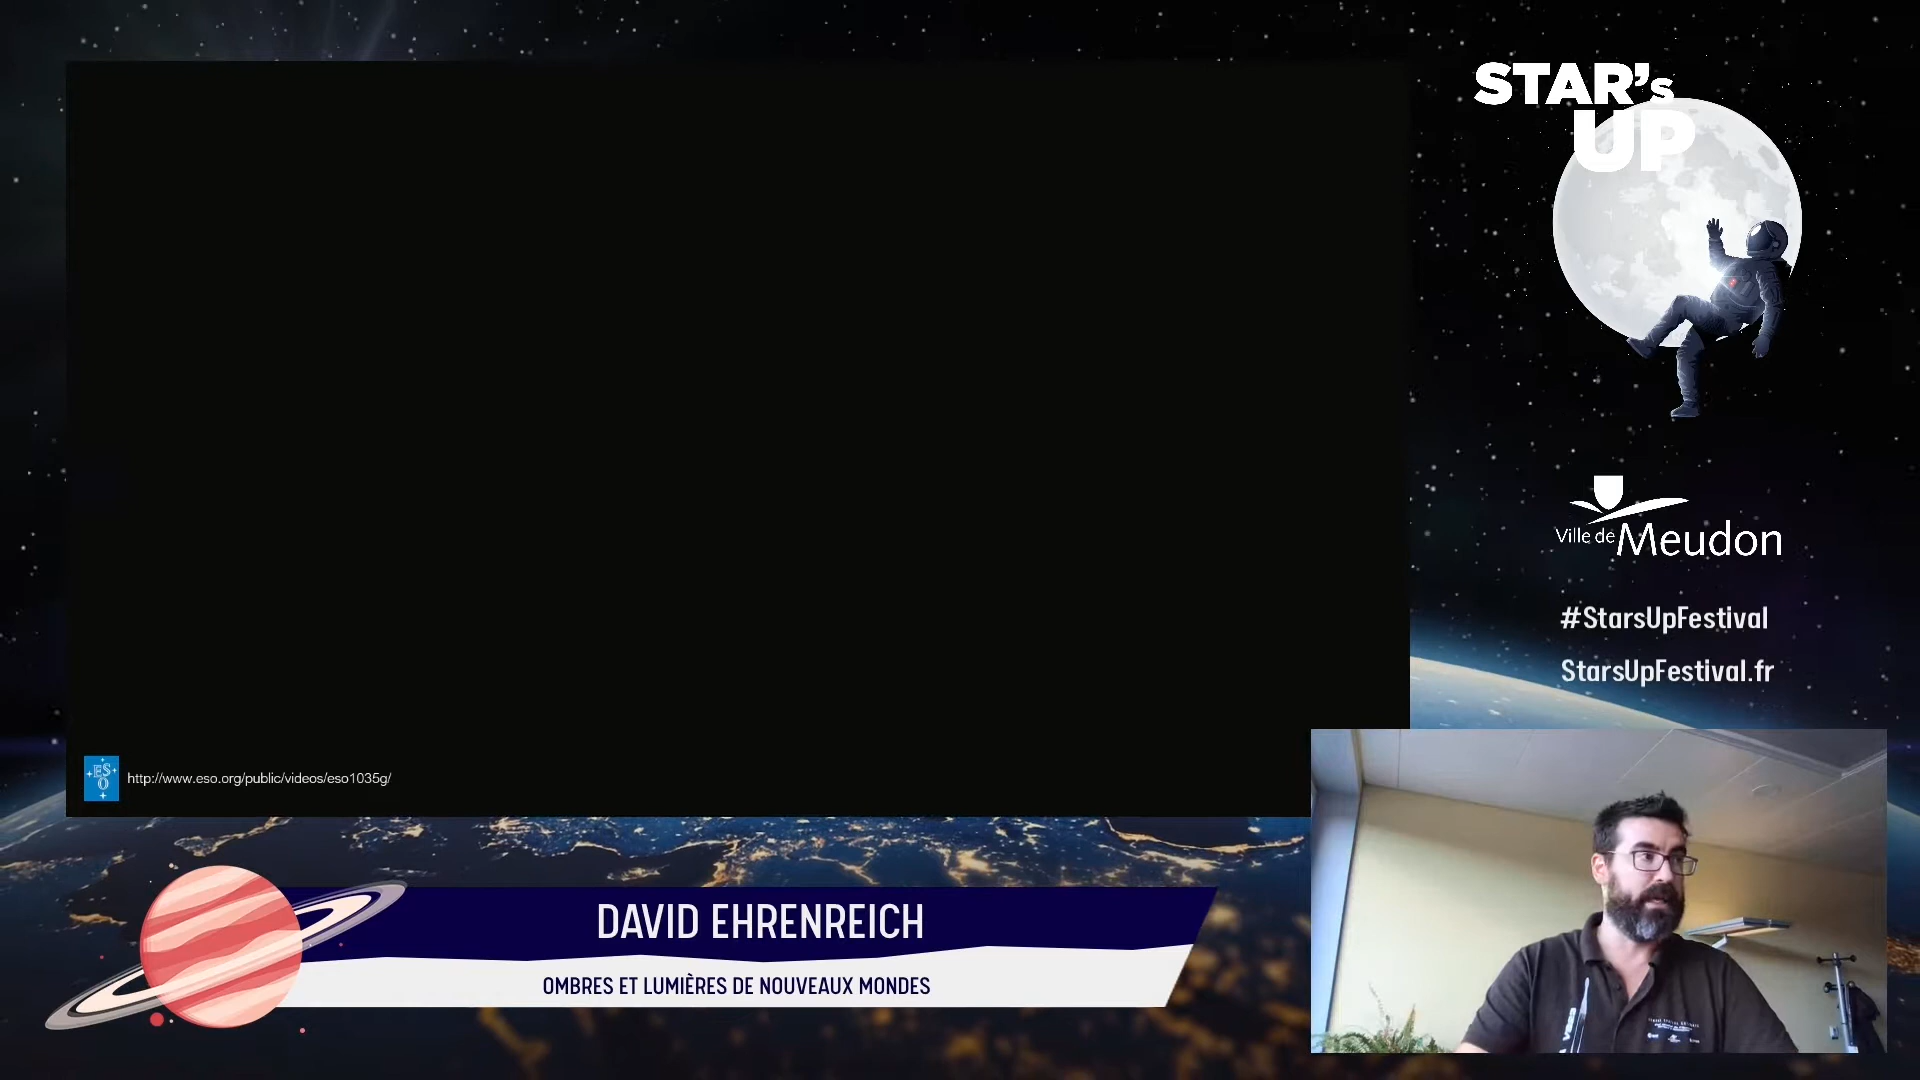 STAR's
UP
Ville de Meudon
#StarsUpFestival
StarsUpFestival.fr
ES
O
http://www.eso.org/public/videos/eso1035g/
DAVID EHRENREICH
OMBRES ET LUMIÈRES DE NOUVEAUX MONDES